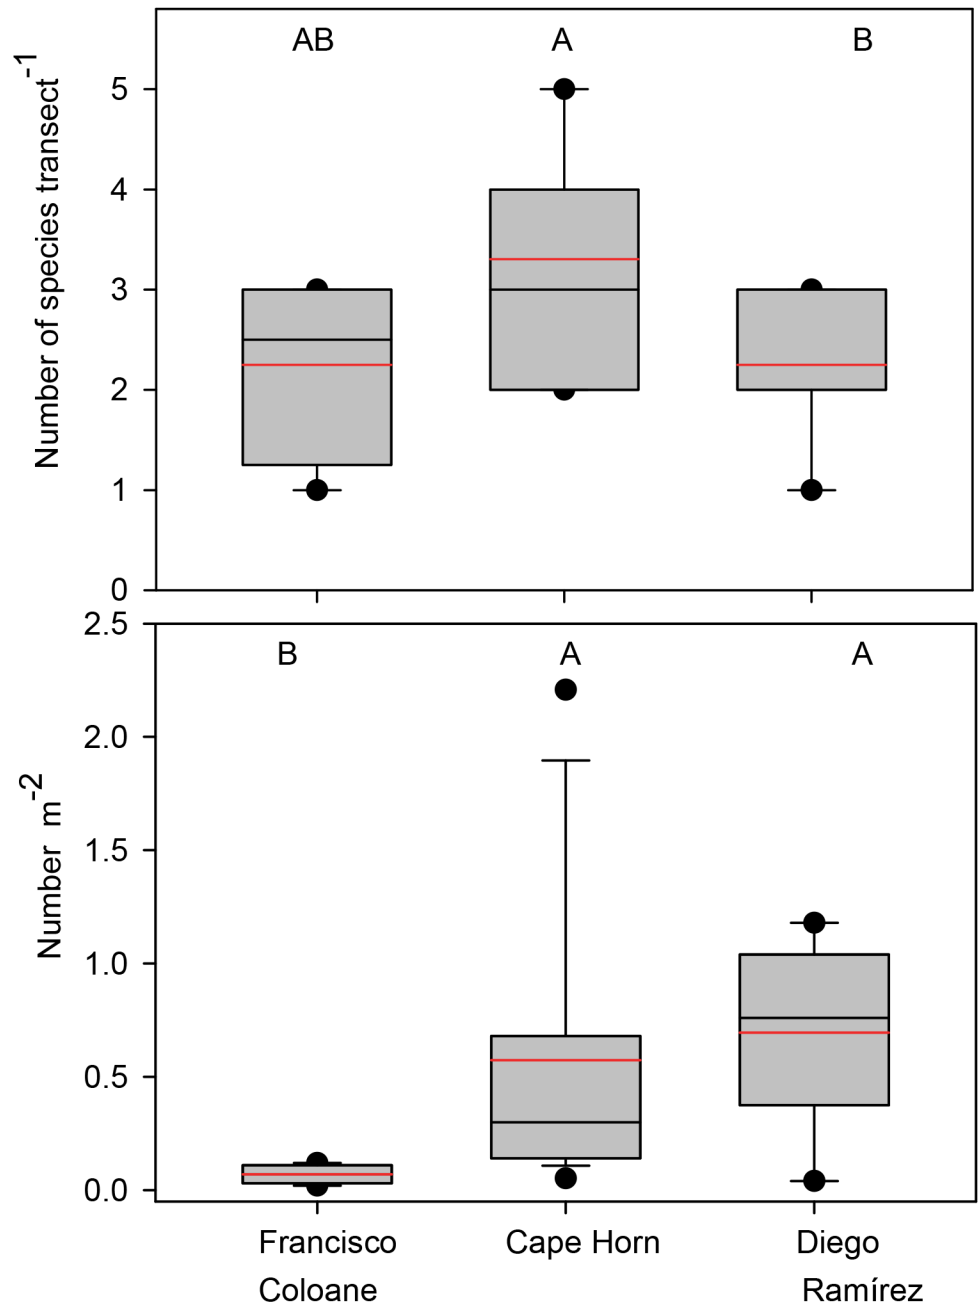 AB A B
Number of species transect-1
5
4
3
2
1
0
B A A
Number m-2
2.5
2.0
1.5
1.0
0.5
0.0
Francisco Cape Horn Diego
Coloane Ramírez